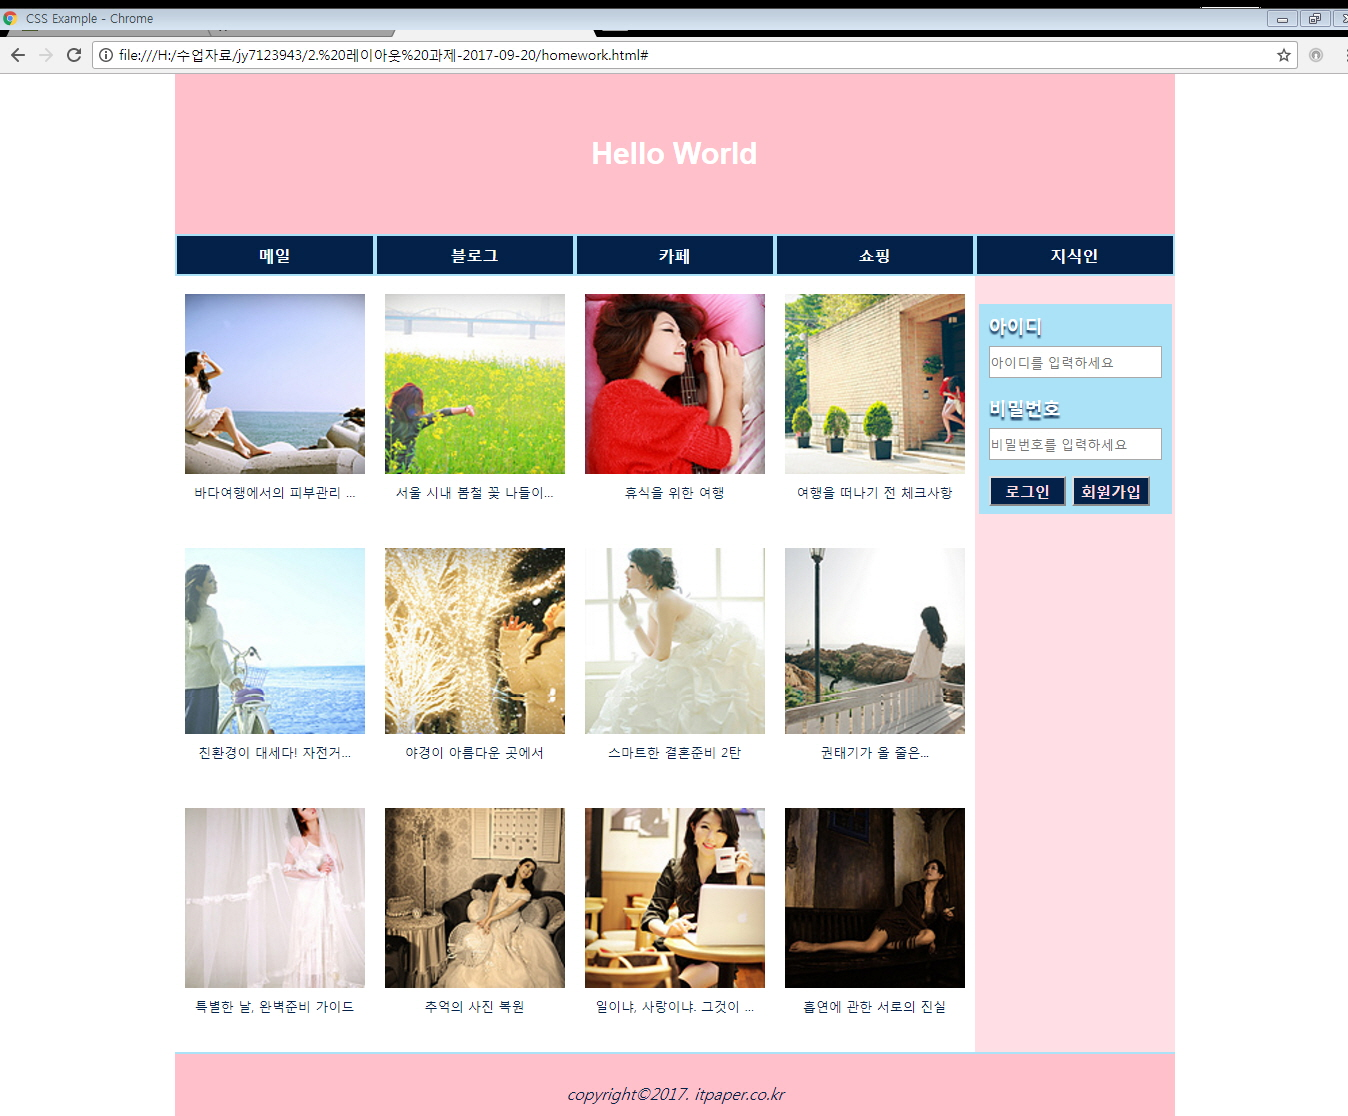 CSS Example - Chrome
file:///H:/수업자료/jy7123943/2.%20레이아웃%20과제-2017-09-20/homework.html#
Hello World
메일 블로그 카페 쇼핑 지식인
아이디
아이디를 입력하세요
비밀번호
비밀번호를 입력하세요
로그인 회원가입
바다여행에서의 피부관리 ... 서울 시내 봄철 꽃 나들이... 휴식을 위한 여행 여행을 떠나기 전 체크사항
친환경이 대세다! 자전거... 야경이 아름다운 곳에서 스마트한 결혼준비 2탄 권태기가 올 줄은...
특별한 날, 완벽준비 가이드 추억의 사진 복원 일이냐, 사랑이냐. 그것이 ... 흡연에 관한 서로의 진실
copyright©2017. itpaper.co.kr